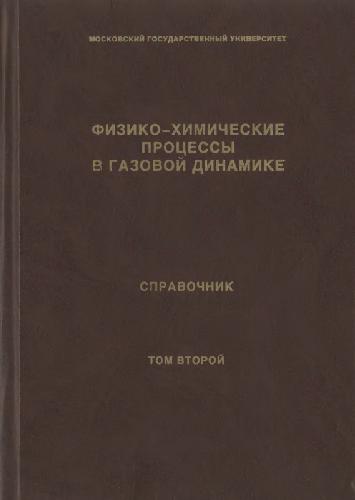 МОСКОВСКИЙ ГОСУДАРСТВЕННЫЙ УНИВЕРСИТЕТ
ФИЗИКО-ХИМИЧЕСКИЕ
ПРОЦЕССЫ
В ГАЗОВОЙ ДИНАМИКЕ
СПРАВОЧНИК
ТОМ ВТОРОЙ